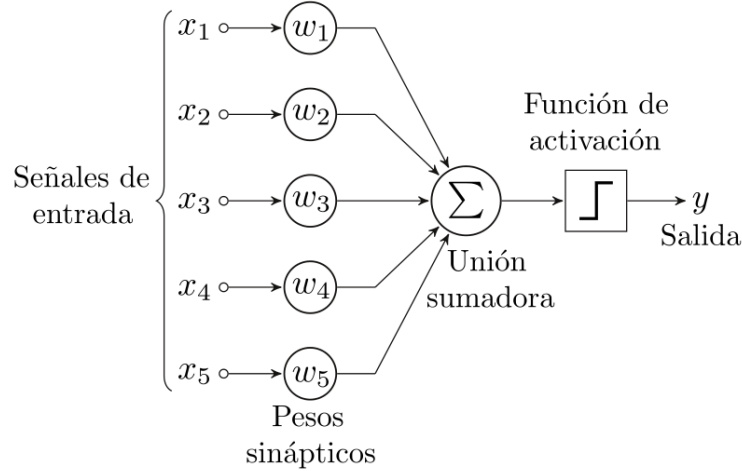 x₁
w₁
x₂
w₂
Función de
activación
Señales de
entrada
x₃
w₃
Σ
y
Salida
Unión
sumadora
x₄
w₄
x₅
w₅
Pesos
sinápticos